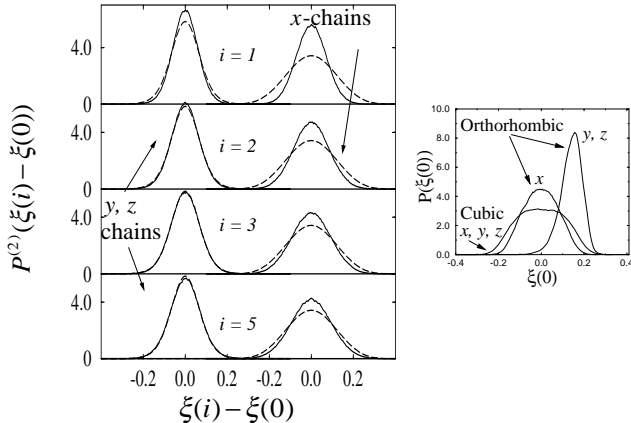 x-chains
4.0
i = 1
0
4.0
i = 2
0
y, z
chains
4.0
i = 3
0
4.0
i = 5
0
-0.2 0.0 0.2 -0.2 0.0 0.2
ξ(i) – ξ(0)
P(2)(ξ(i) – ξ(0))
10.0
8.0
6.0
4.0
2.0
0.0
Orthorhombic
y, z
x
Cubic
x, y, z
-0.4 -0.2 0.0 0.2 0.4
ξ(0)
P(ξ(0))